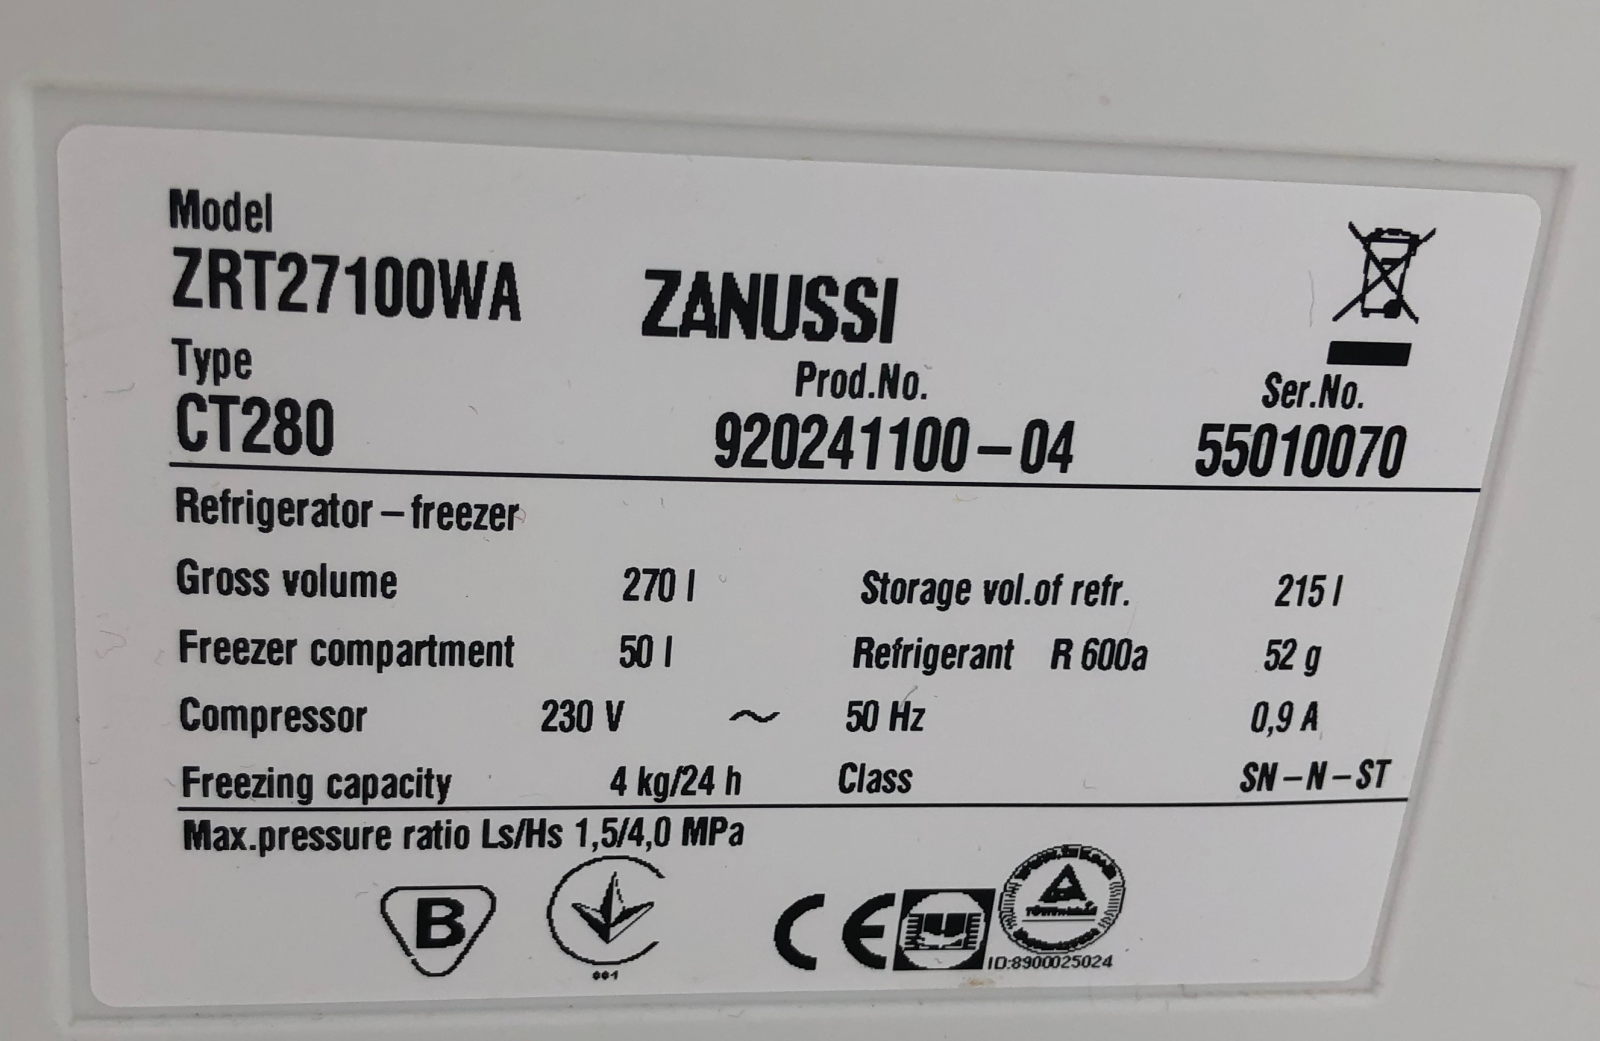 Model
ZRT27100WA
ZANUSSI
Type
CT280
Prod.No.
920241100-04
Ser.No.
55010070
Refrigerator-freezer
Gross volume 270 l Storage vol.of refr. 215 l
Freezer compartment 50 l Refrigerant R 600a 52 g
Compressor 230 V ~ 50 Hz 0,9 A
Freezing capacity 4 kg/24 h Class SN-N-ST
Max.pressure ratio Ls/Hs 1,5/4,0 MPa
B
001
CE
ID:8900025024